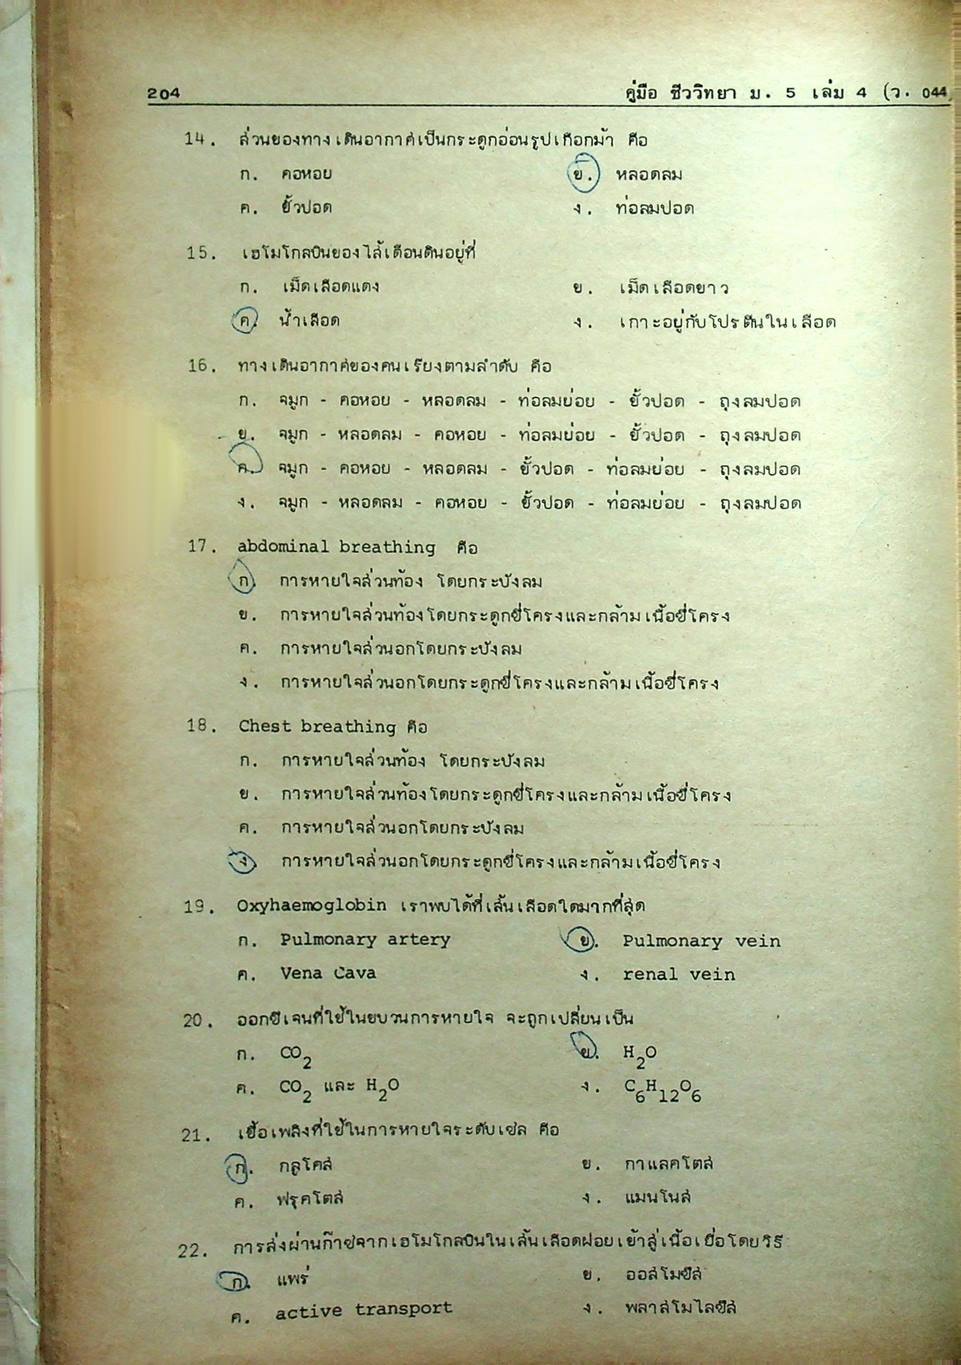 204 คู่มือ ชีววิทยา ม. 5 เล่ม 4 (ว. 044
14. ส่วนของทางเดินอากาศเป็นกระดูกอ่อนรูปเกือกม้า คือ
ก. คอหอย ข. หลอดลม
ค. ขั้วปอด ง. ท่อลมปอด
15. เฮโมโกลบินของไส้เดือนดินอยู่ที่
ก. เม็ดเลือดแดง ข. เม็ดเลือดขาว
ค. น้ำเลือด ง. เกาะอยู่กับโปรตีนในเลือด
16. ทางเดินอากาศของคนเรียงตามลำดับ คือ
ก. จมูก - คอหอย - หลอดลม - ท่อลมย่อย - ขั้วปอด - ถุงลมปอด
ข. จมูก - หลอดลม - คอหอย - ท่อลมย่อย - ขั้วปอด - ถุงลมปอด
ค. จมูก - คอหอย - หลอดลม - ขั้วปอด - ท่อลมย่อย - ถุงลมปอด
ง. จมูก - หลอดลม - คอหอย - ขั้วปอด - ท่อลมย่อย - ถุงลมปอด
17. abdominal breathing คือ
ก. การหายใจส่วนท้อง โดยกระบังลม
ข. การหายใจส่วนท้องโดยกระดูกซี่โครงและกล้ามเนื้อซี่โครง
ค. การหายใจส่วนอกโดยกระบังลม
ง. การหายใจส่วนอกโดยกระดูกซี่โครงและกล้ามเนื้อซี่โครง
18. Chest breathing คือ
ก. การหายใจส่วนท้อง โดยกระบังลม
ข. การหายใจส่วนท้องโดยกระดูกซี่โครงและกล้ามเนื้อซี่โครง
ค. การหายใจส่วนอกโดยกระบังลม
ง. การหายใจส่วนอกโดยกระดูกซี่โครงและกล้ามเนื้อซี่โครง
19. Oxyhaemoglobin เราพบได้ที่เส้นเลือดใดมากที่สุด
ก. Pulmonary artery ข. Pulmonary vein
ค. Vena Cava ง. renal vein
20. ออกซิเจนที่ใช้ในขบวนการหายใจ จะถูกเปลี่ยนเป็น
ก. CO2 ข. H2O
ค. CO2 และ H2O ง. C6H12O6
21. เชื้อเพลิงที่ใช้ในการหายใจระดับเซล คือ
ก. กลูโคส ข. กาแลคโตส
ค. ฟรุคโตส ง. แมนโนส
22. การส่งผ่านก๊าซจากเฮโมโกลบินในเส้นเลือดฝอยเข้าสู่เนื้อเยื่อโดยวิธี
ก. แพร่ ข. ออสโมซีส
ค. active transport ง. พลาสโมไลซีส